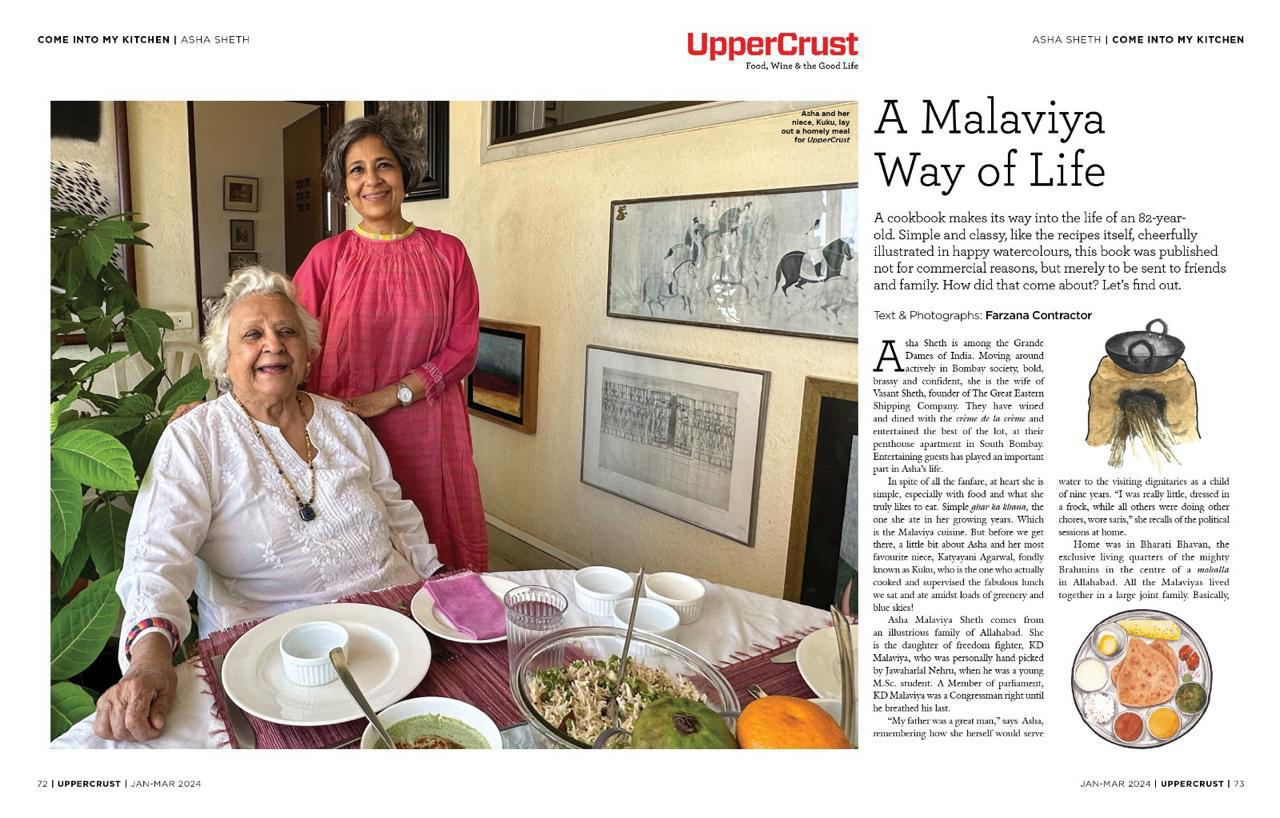 COME INTO MY KITCHEN | ASHA SHETH
UpperCrust
Food, Wine & the Good Life
ASHA SHETH | COME INTO MY KITCHEN
Asha and her
niece, Kuku, lay
out a homely meal
for UpperCrust
A Malaviya
Way of Life
A cookbook makes its way into the life of an 82-year-
old. Simple and classy, like the recipes itself, cheerfully
illustrated in happy watercolours, this book was published
not for commercial reasons, but merely to be sent to friends
and family. How did that come about? Let's find out.
Text & Photographs: Farzana Contractor
Asha Sheth is among the Grande
Dames of India. Moving around
actively in Bombay society, bold,
brassy and confident, she is the wife of
Vasant Sheth, founder of The Great Eastern
Shipping Company. They have wined
and dined with the crème de la crème and
entertained the best of the lot, at their
penthouse apartment in South Bombay.
Entertaining guests has played an important
part in Asha's life.
In spite of all the fanfare, at heart she is
simple, especially with food and what she
truly likes to eat. Simple ghar ka khana, the
one she ate in her growing years. Which
is the Malaviya cuisine. But before we get
there, a little bit about Asha and her most
favourite niece, Katyayani Agarwal, fondly
known as Kuku, who is the one who actually
cooked and supervised the fabulous lunch
we sat and ate amidst loads of greenery and
blue skies!
Asha Malaviya Sheth comes from
an illustrious family of Allahabad. She
is the daughter of freedom fighter, KD
Malaviya, who was personally hand-picked
by Jawaharlal Nehru, when he was a young
M.Sc. student. A Member of parliament,
KD Malaviya was a Congressman right until
he breathed his last.
"My father was a great man," says Asha,
remembering how she herself would serve
water to the visiting dignitaries as a child
of nine years. "I was really little, dressed in
a frock, while all others were doing other
chores, wore saris," she recalls of the political
sessions at home.
Home was in Bharati Bhavan, the
exclusive living quarters of the mighty
Brahmins in the centre of a mohalla
in Allahabad. All the Malaviyas lived
together in a large joint family. Basically,
72 | UPPERCRUST | JAN-MAR 2024
JAN-MAR 2024 | UPPERCRUST | 73